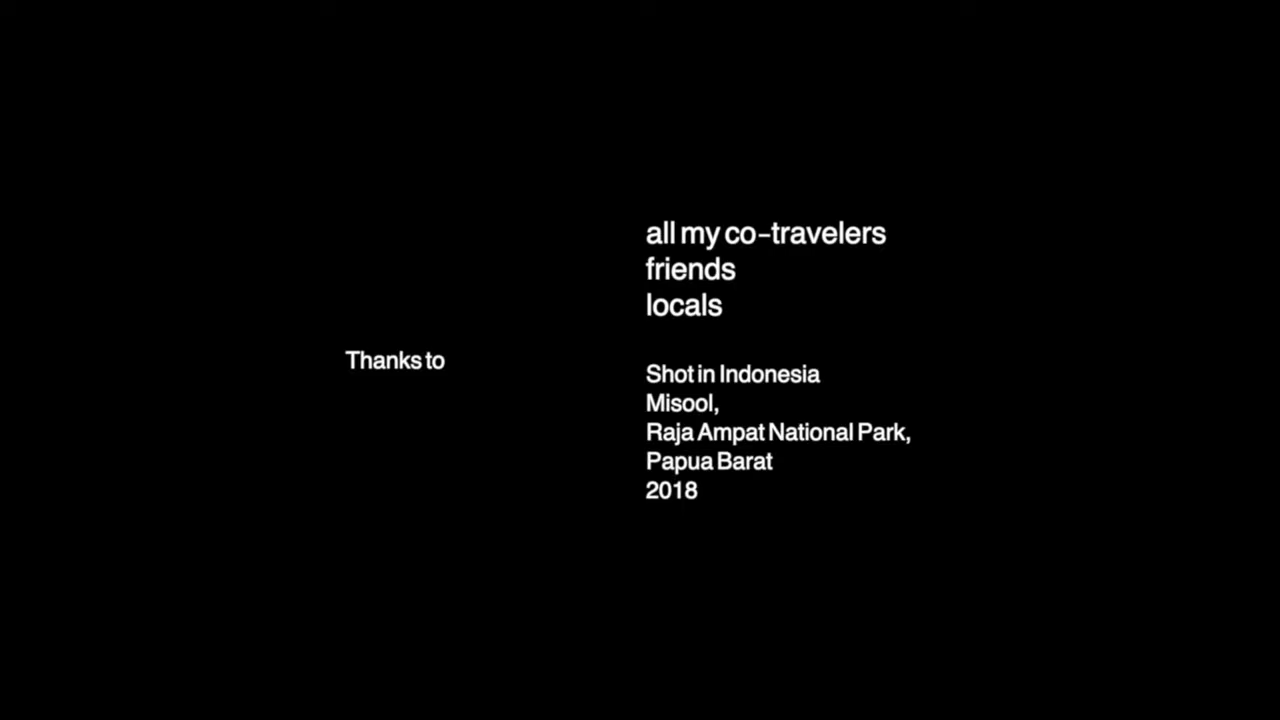 Thanks to
all my co-travelers
friends
locals
Shot in Indonesia
Misool,
Raja Ampat National Park,
Papua Barat
2018